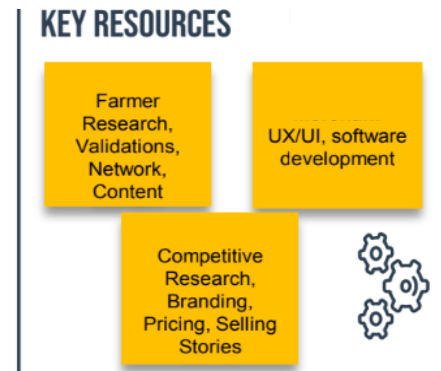 KEY RESOURCES
Farmer
Research,
Validations,
Network,
Content
UX/UI, software
development
Competitive
Research,
Branding,
Pricing, Selling
Stories